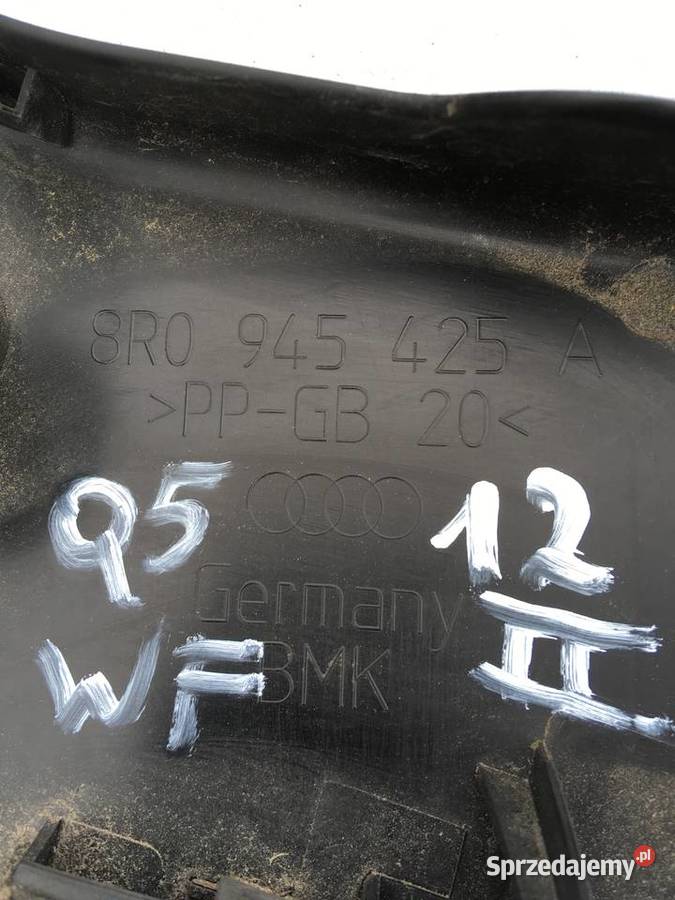 8R0 945 425 A
>PP-GB 20<
Q5 12
Germany
WF BMK II
Sprzedajemy.pl